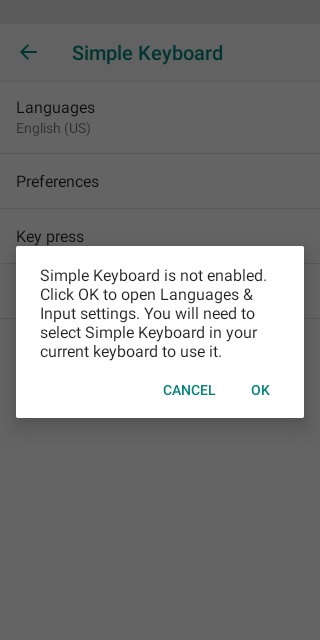 Simple Keyboard
Languages
English (US)
Preferences
Key press
Simple Keyboard is not enabled.
Click OK to open Languages &
Input settings. You will need to
select Simple Keyboard in your
current keyboard to use it.
CANCEL OK